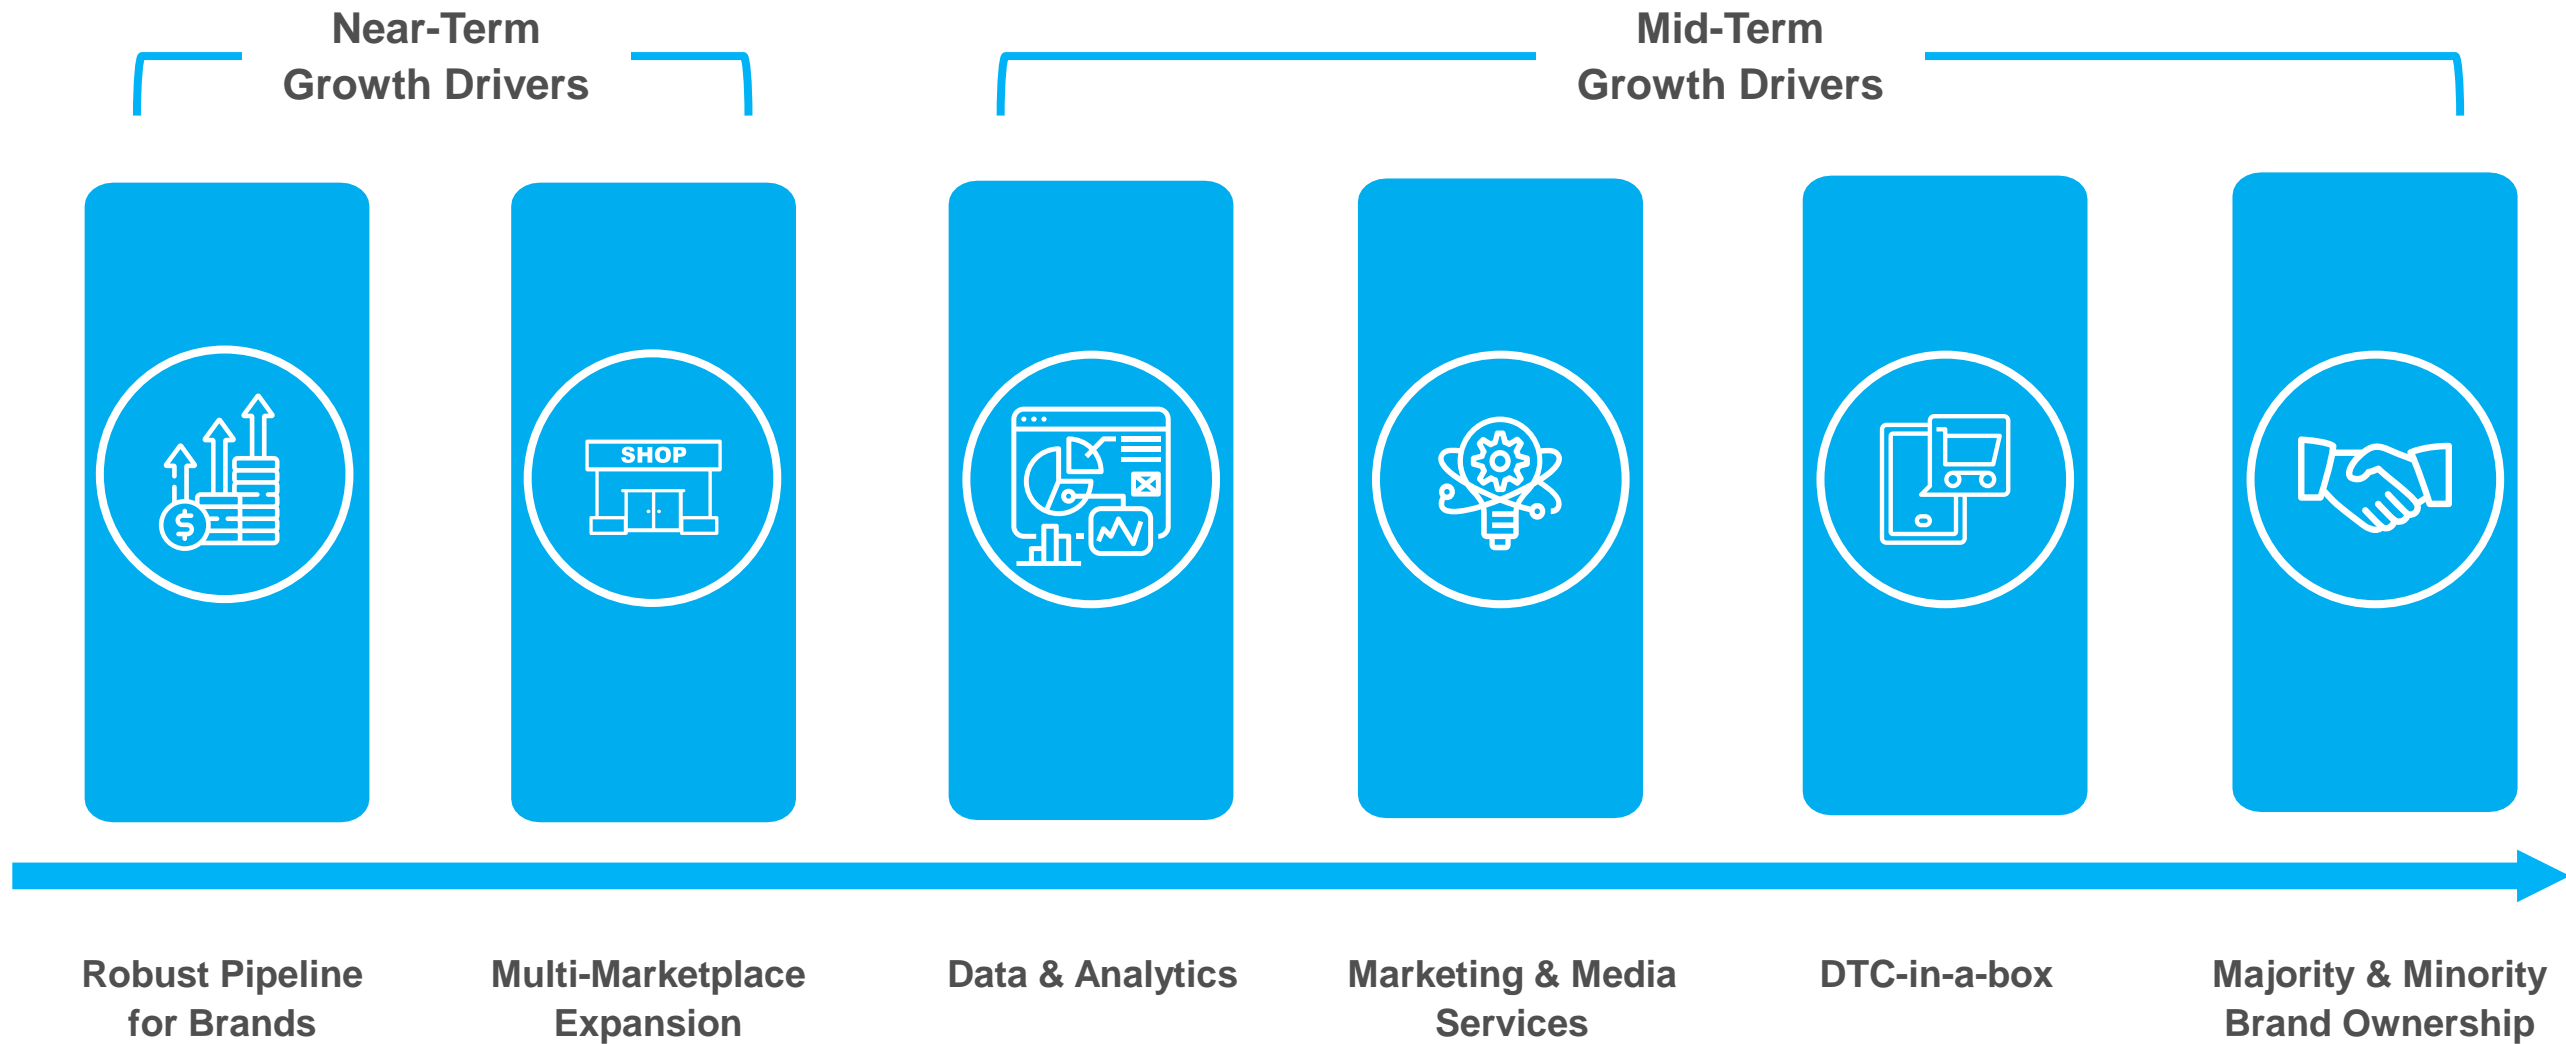 Near-Term
Growth Drivers
Mid-Term
Growth Drivers
SHOP
$
Robust Pipeline
for Brands
Multi-Marketplace
Expansion
Data & Analytics
Marketing & Media
Services
DTC-in-a-box
Majority & Minority
Brand Ownership